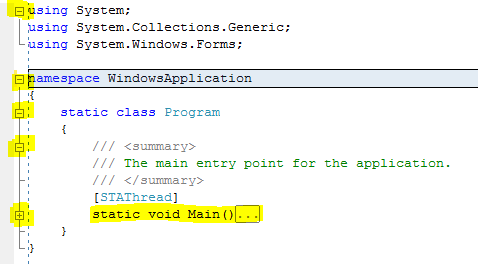 using System;
using System.Collections.Generic;
using System.Windows.Forms;
namespace WindowsApplication
{
static class Program
{
/// <summary>
/// The main entry point for the application.
/// </summary>
[STAThread]
static void Main()...
}
}